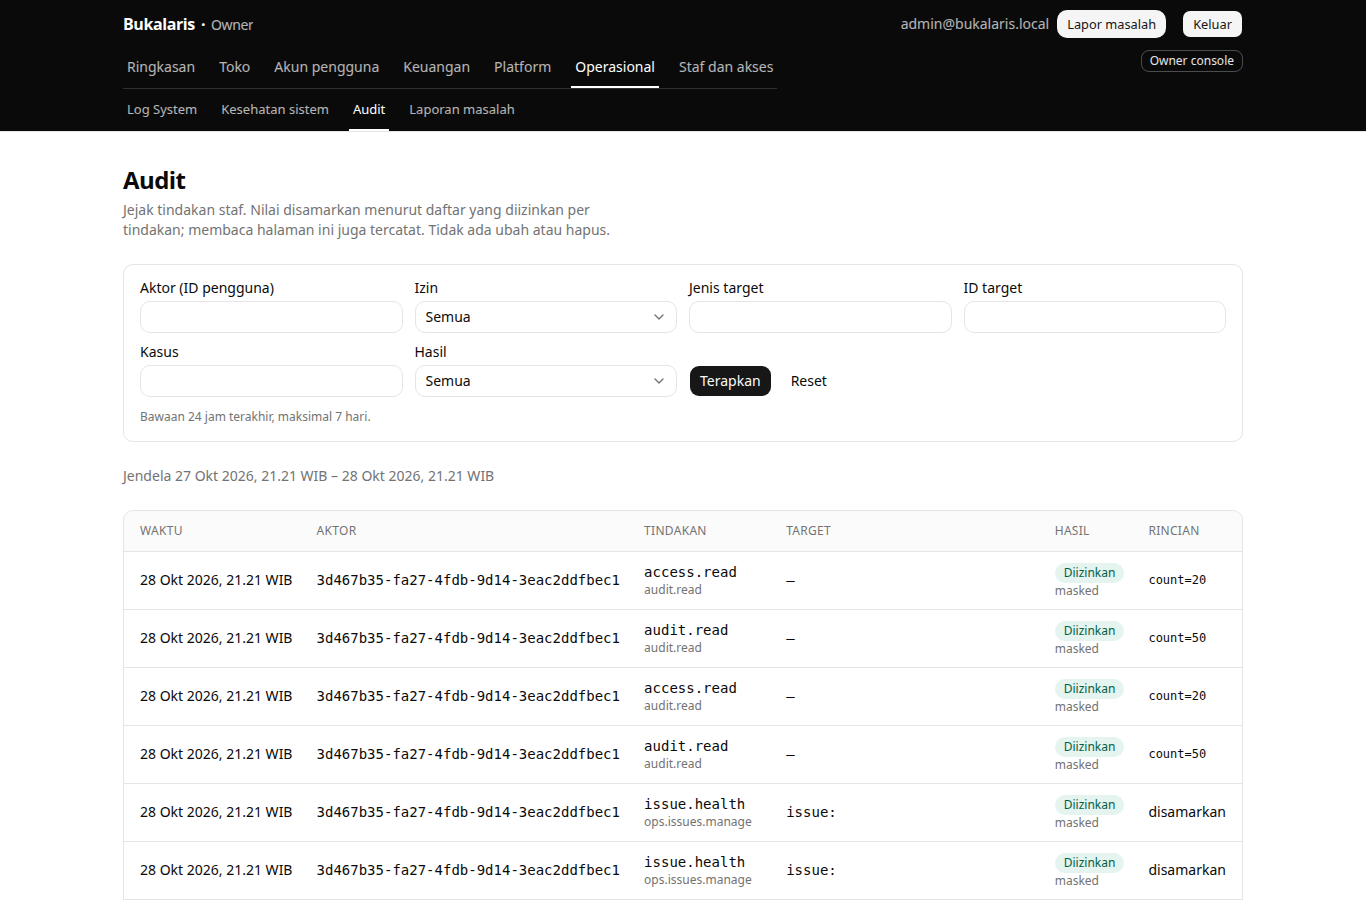 Bukalaris · Owner
admin@bukalaris.local Lapor masalah Keluar
Ringkasan Toko Akun pengguna Keuangan Platform Operasional Staf dan akses
Owner console
Log System Kesehatan sistem Audit Laporan masalah
Audit
Jejak tindakan staf. Nilai disamarkan menurut daftar yang diizinkan per
tindakan; membaca halaman ini juga tercatat. Tidak ada ubah atau hapus.
Aktor (ID pengguna) Izin Jenis target ID target
Semua
Kasus Hasil
Semua Terapkan Reset
Bawaan 24 jam terakhir, maksimal 7 hari.
Jendela 27 Okt 2026, 21.21 WIB – 28 Okt 2026, 21.21 WIB
WAKTU AKTOR TINDAKAN TARGET HASIL RINCIAN
28 Okt 2026, 21.21 WIB 3d467b35-fa27-4fdb-9d14-3eac2ddfbec1 access.read — Diizinkan count=20
audit.read masked
28 Okt 2026, 21.21 WIB 3d467b35-fa27-4fdb-9d14-3eac2ddfbec1 audit.read — Diizinkan count=50
audit.read masked
28 Okt 2026, 21.21 WIB 3d467b35-fa27-4fdb-9d14-3eac2ddfbec1 access.read — Diizinkan count=20
audit.read masked
28 Okt 2026, 21.21 WIB 3d467b35-fa27-4fdb-9d14-3eac2ddfbec1 audit.read — Diizinkan count=50
audit.read masked
28 Okt 2026, 21.21 WIB 3d467b35-fa27-4fdb-9d14-3eac2ddfbec1 issue.health issue: Diizinkan disamarkan
ops.issues.manage masked
28 Okt 2026, 21.21 WIB 3d467b35-fa27-4fdb-9d14-3eac2ddfbec1 issue.health issue: Diizinkan disamarkan
ops.issues.manage masked